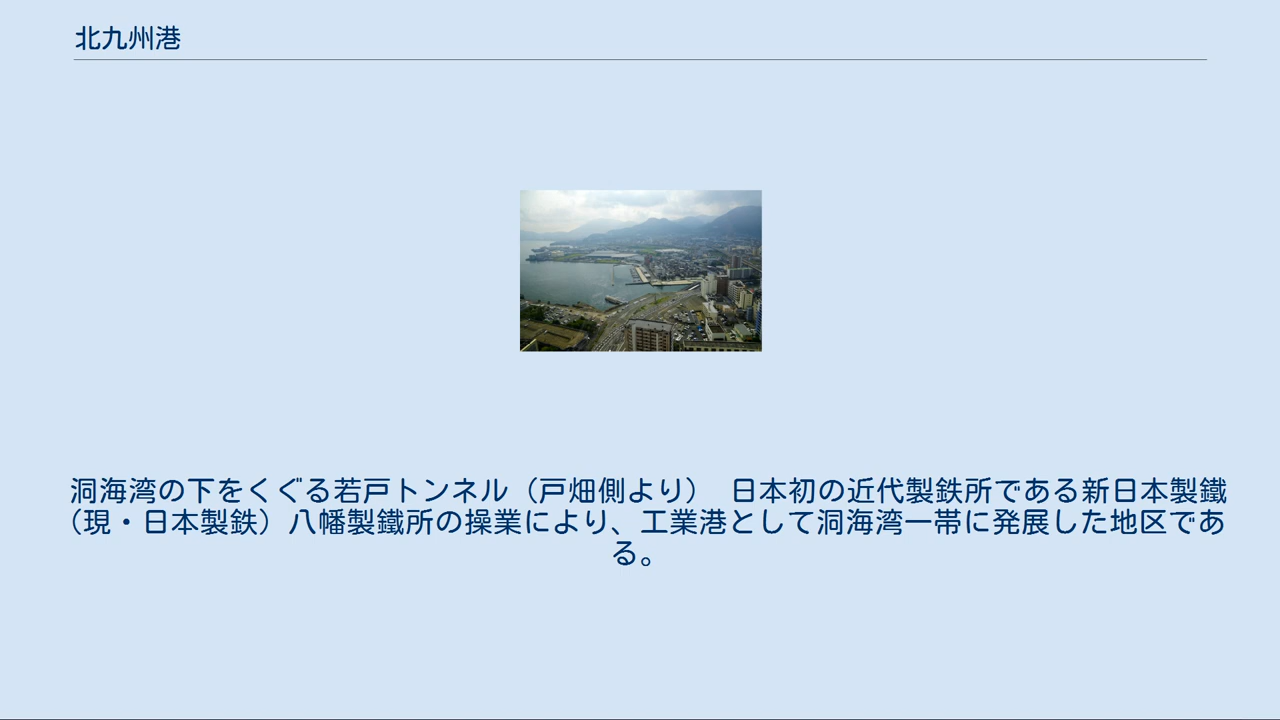 北九州港
洞海湾の下をくぐる若戸トンネル（戸畑側より）　日本初の近代製鉄所である新日本製鐵
（現・日本製鉄）八幡製鐵所の操業により、工業港として洞海湾一帯に発展した地区であ
る。